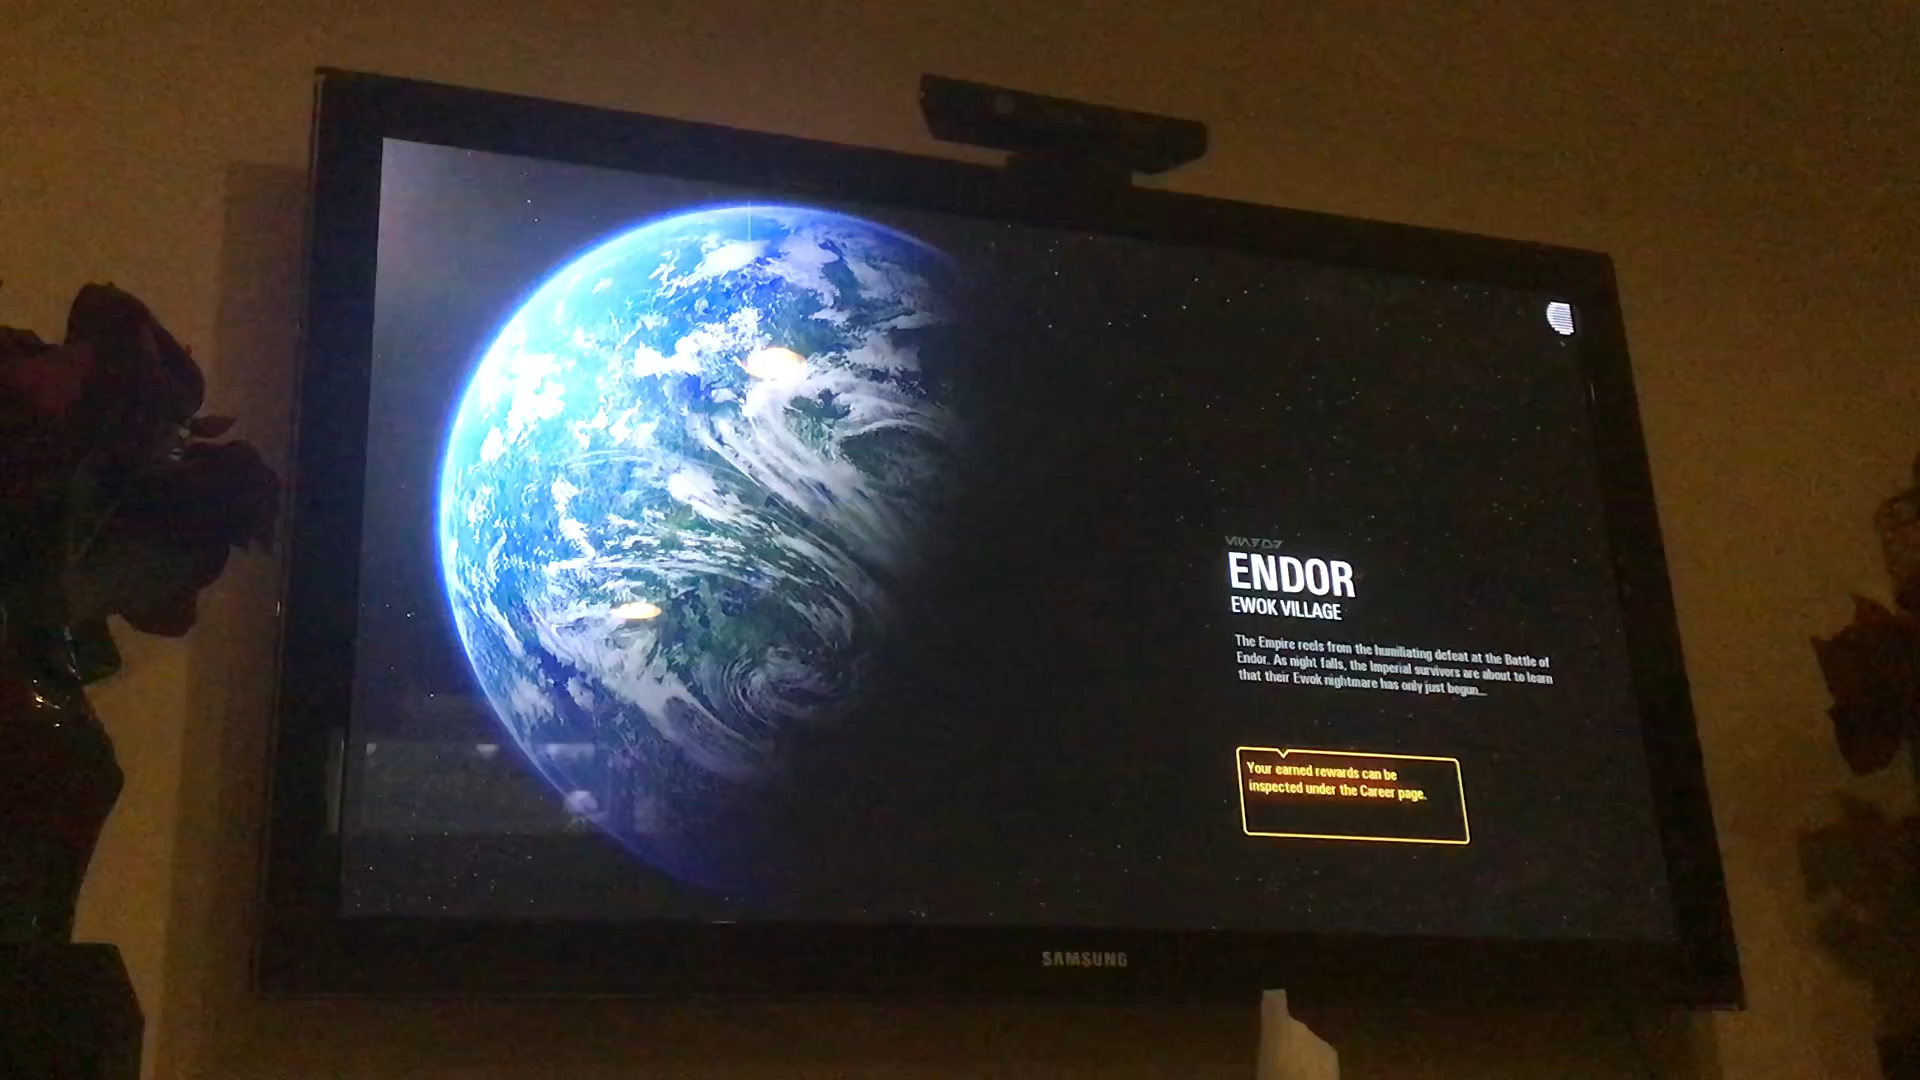 ENDOR
EWOK VILLAGE
The Empire reels from the humiliating defeat at the Battle of
Endor. As night falls, the Imperial survivors are about to learn
that their Ewok nightmare has only just begun...
Your earned rewards can be
inspected under the Career page.
SAMSUNG